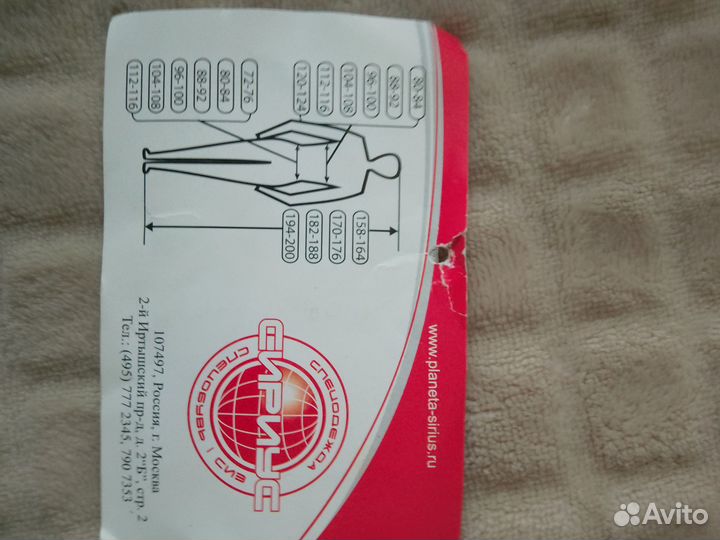 www.planeta-sirius.ru
80-84
88-92
96-100
104-108
112-116
120-124
72-76
80-84
88-92
96-100
104-108
112-116
158-164
170-176
182-188
194-200
СПЕЦОДЕЖДА
СИРИУС
СПЕЦОБУВЬ | СИЗ
107497, Россия, г. Москва
2-й Иртышский пр-д, д. 2"Б", стр. 2
Тел.: (495) 777 2345, 790 7353
Avito